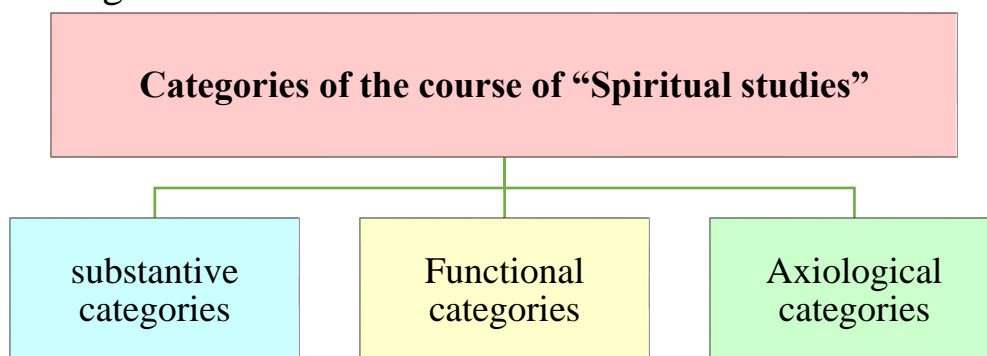 Categories of the course of “Spiritual studies”
substantive
categories
Functional
categories
Axiological
categories